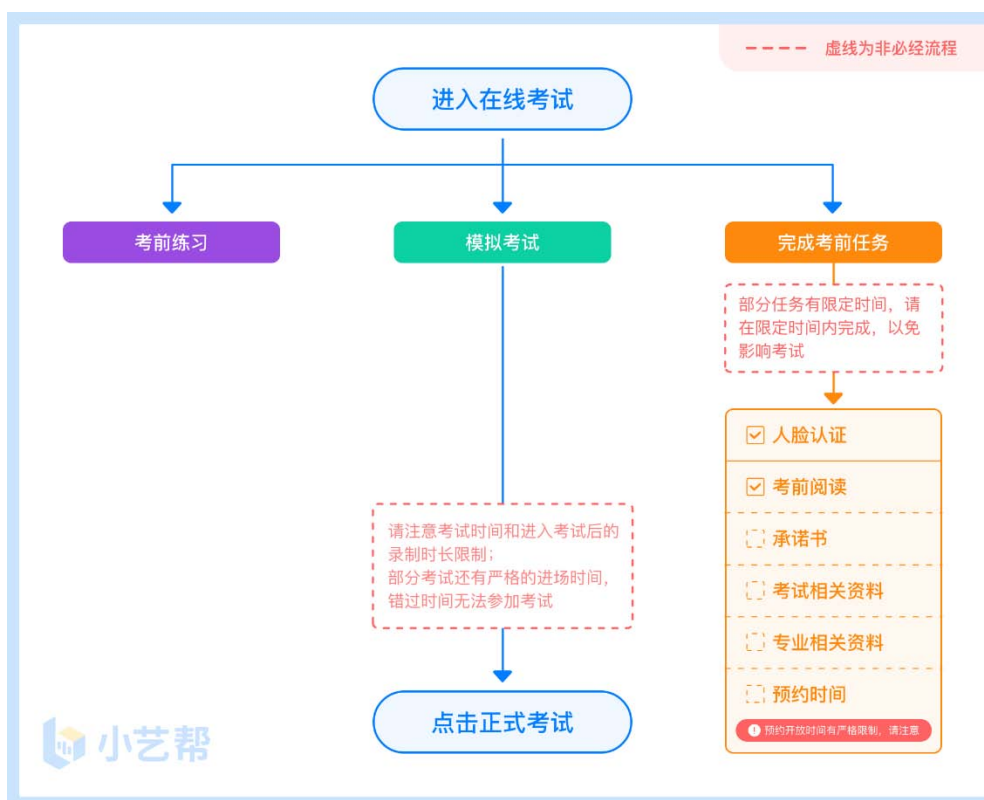 虚线为非必经流程
进入在线考试
考前练习
模拟考试
完成考前任务
部分任务有限定时间，请
在限定时间内完成，以免
影响考试
人脸认证
考前阅读
承诺书
考试相关资料
专业相关资料
预约时间
预约开放时间有严格限制，请注意
请注意考试时间和进入考试后的
录制时长限制；
部分考试还有严格的进场时间，
错过时间无法参加考试
点击正式考试
小艺帮